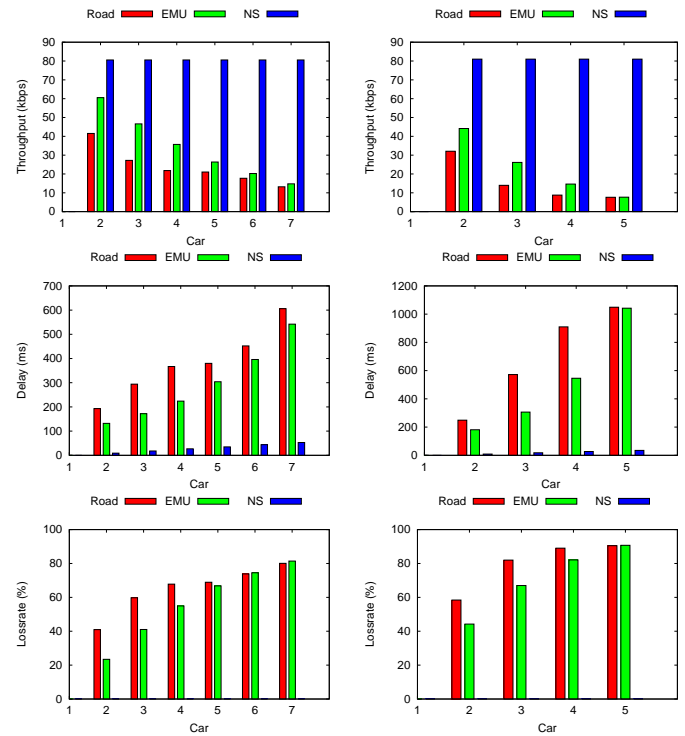 Road EMU NS
Throughput (kbps)
90
80
70
60
50
40
30
20
10
0
1 2 3 4 5 6 7
Car
Road EMU NS
Throughput (kbps)
90
80
70
60
50
40
30
20
10
0
1 2 3 4 5
Car
Road EMU NS
Delay (ms)
700
600
500
400
300
200
100
0
1 2 3 4 5 6 7
Car
Road EMU NS
Delay (ms)
1200
1000
800
600
400
200
0
1 2 3 4 5
Car
Road EMU NS
Lossrate (%)
100
80
60
40
20
0
1 2 3 4 5 6 7
Car
Road EMU NS
Lossrate (%)
100
80
60
40
20
0
1 2 3 4 5
Car